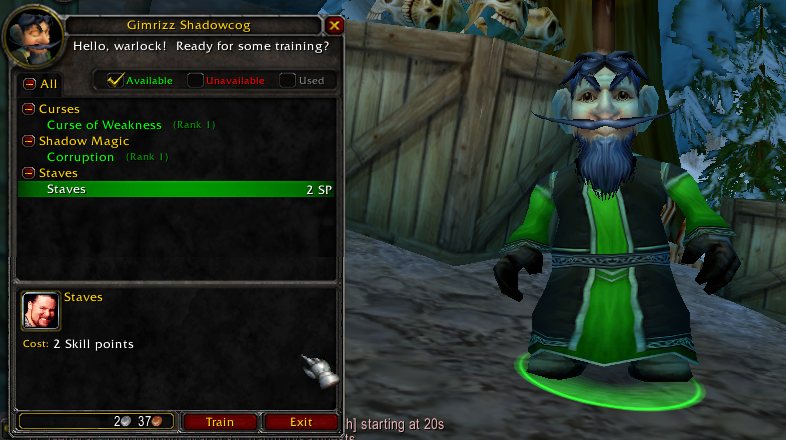 Gimrizz Shadowcog
Hello, warlock! Ready for some training?
All
Available Unavailable Used
Curses
Curse of Weakness (Rank 1)
Shadow Magic
Corruption (Rank 1)
Staves
Staves 2 SP
Staves
Cost: 2 Skill points
2 37 Train Exit
h] starting at 20s